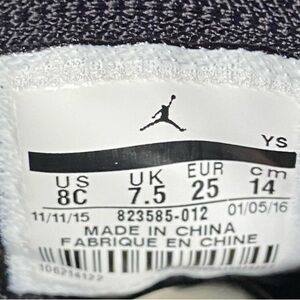 YS
US UK EUR cm
8C 7.5 25 14
11/11/15 823585-012 01/05/16
MADE IN CHINA
FABRIQUE EN CHINE
106214122